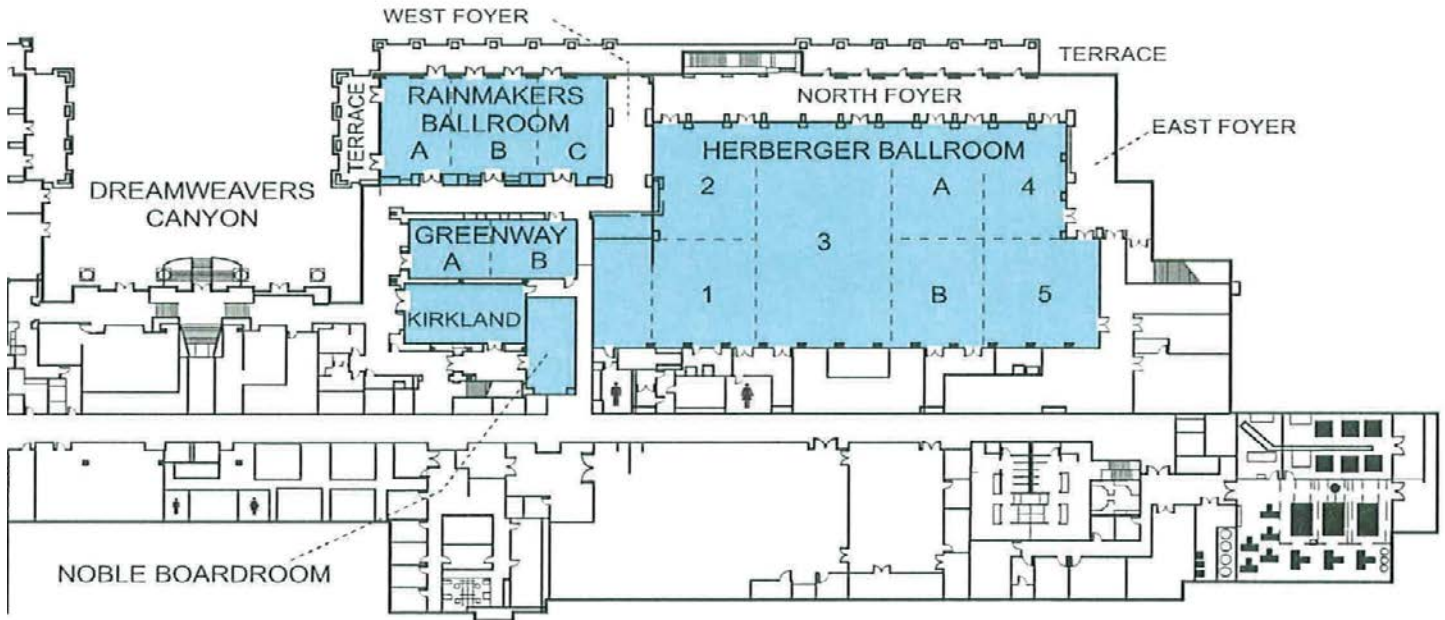 WEST FOYER
TERRACE
RAINMAKERS
BALLROOM
A B C
TERRACE
NORTH FOYER
EAST FOYER
HERBERGER BALLROOM
2 A 4
3
1 B 5
DREAMWEAVERS
CANYON
GREENWAY
A B
KIRKLAND
NOBLE BOARDROOM